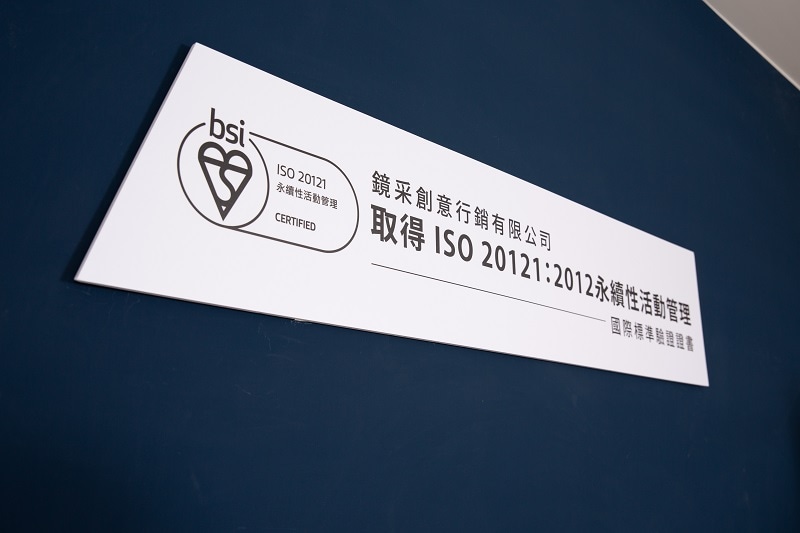 bsi
ISO 20121
永續性活動管理
CERTIFIED
鏡采創意行銷有限公司
取得 ISO 20121：2012永續性活動管理
國際標準驗證證書